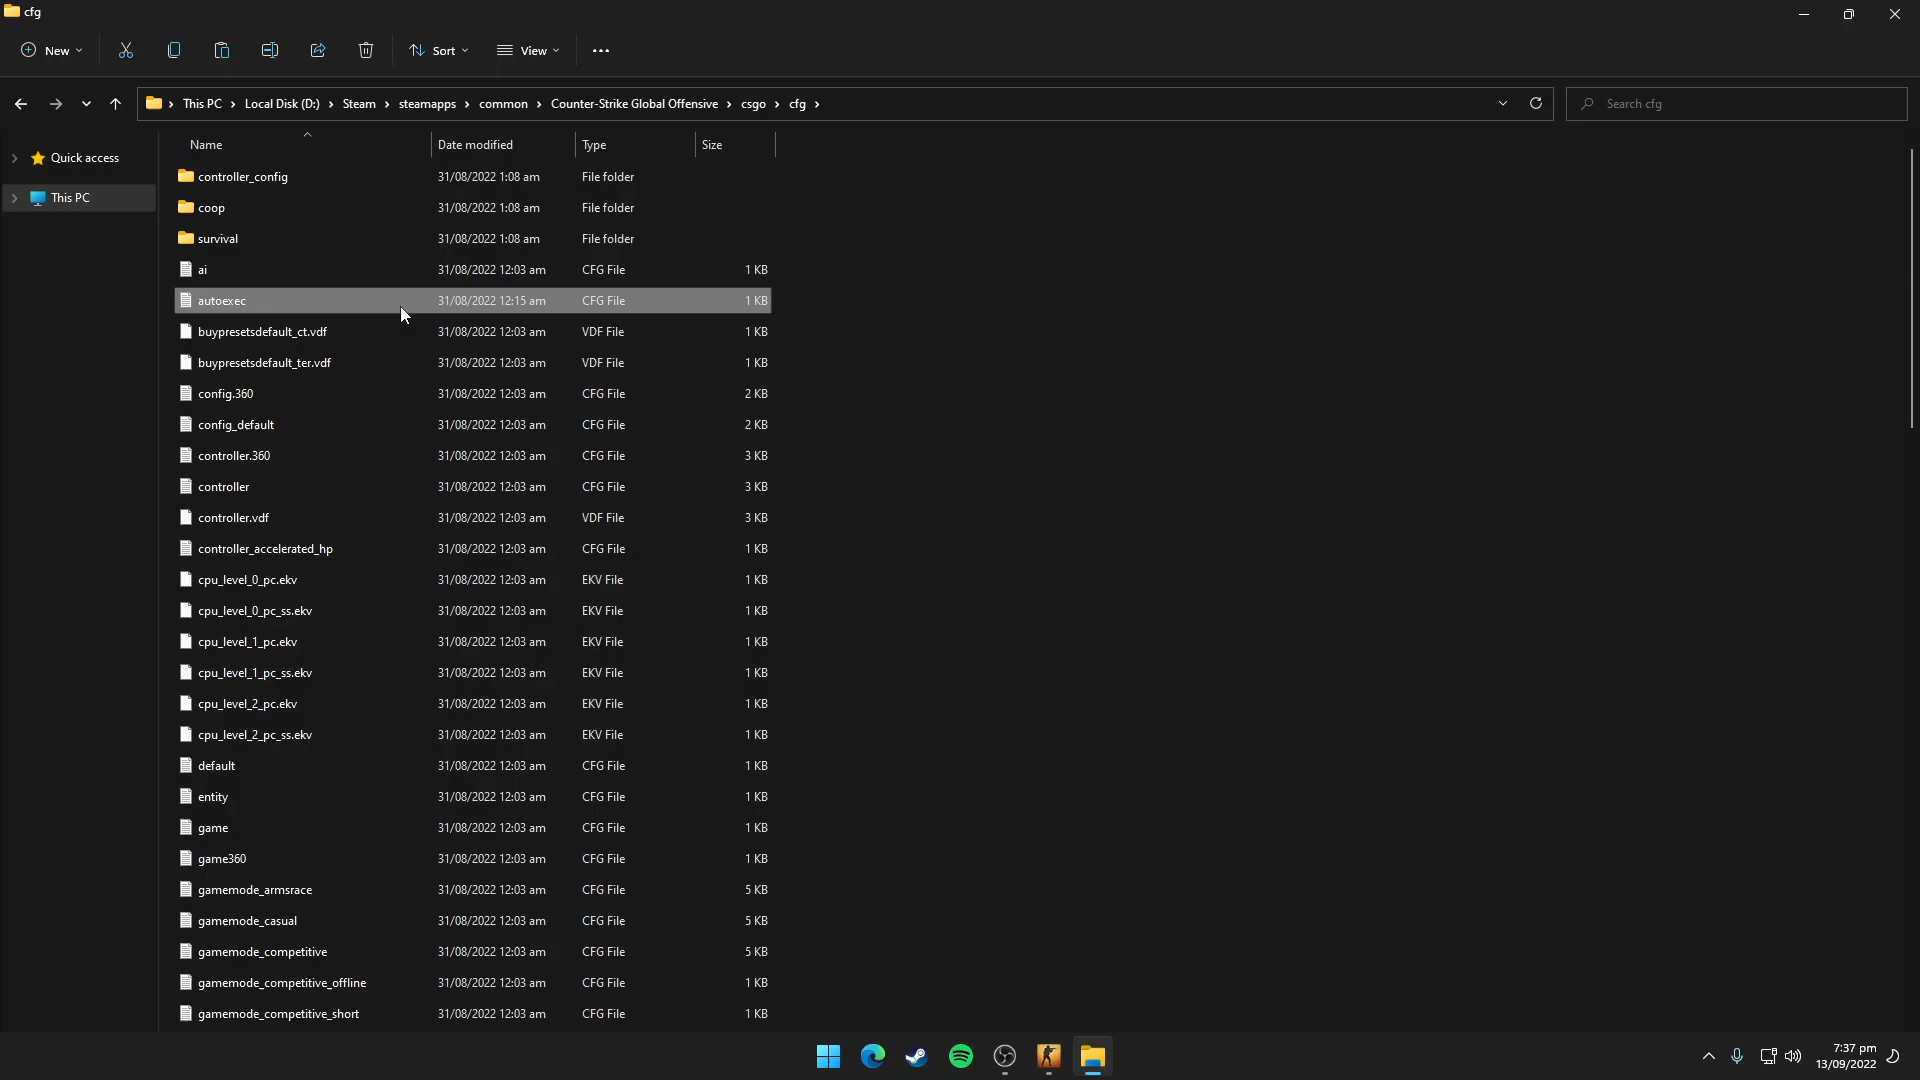 cfg
New Sort View
This PC Local Disk (D:) Steam steamapps common Counter-Strike Global Offensive csgo cfg Search cfg
Quick access
This PC
Name Date modified Type Size
controller_config 31/08/2022 1:08 am File folder
coop 31/08/2022 1:08 am File folder
survival 31/08/2022 1:08 am File folder
ai 31/08/2022 12:03 am CFG File 1 KB
autoexec 31/08/2022 12:15 am CFG File 1 KB
buypresetsdefault_ct.vdf 31/08/2022 12:03 am VDF File 1 KB
buypresetsdefault_ter.vdf 31/08/2022 12:03 am VDF File 1 KB
config.360 31/08/2022 12:03 am CFG File 2 KB
config_default 31/08/2022 12:03 am CFG File 2 KB
controller.360 31/08/2022 12:03 am CFG File 3 KB
controller 31/08/2022 12:03 am CFG File 3 KB
controller.vdf 31/08/2022 12:03 am VDF File 3 KB
controller_accelerated_hp 31/08/2022 12:03 am CFG File 1 KB
cpu_level_0_pc.ekv 31/08/2022 12:03 am EKV File 1 KB
cpu_level_0_pc_ss.ekv 31/08/2022 12:03 am EKV File 1 KB
cpu_level_1_pc.ekv 31/08/2022 12:03 am EKV File 1 KB
cpu_level_1_pc_ss.ekv 31/08/2022 12:03 am EKV File 1 KB
cpu_level_2_pc.ekv 31/08/2022 12:03 am EKV File 1 KB
cpu_level_2_pc_ss.ekv 31/08/2022 12:03 am EKV File 1 KB
default 31/08/2022 12:03 am CFG File 1 KB
entity 31/08/2022 12:03 am CFG File 1 KB
game 31/08/2022 12:03 am CFG File 1 KB
game360 31/08/2022 12:03 am CFG File 1 KB
gamemode_armsrace 31/08/2022 12:03 am CFG File 5 KB
gamemode_casual 31/08/2022 12:03 am CFG File 5 KB
gamemode_competitive 31/08/2022 12:03 am CFG File 5 KB
gamemode_competitive_offline 31/08/2022 12:03 am CFG File 1 KB
gamemode_competitive_short 31/08/2022 12:03 am CFG File 1 KB
7:37 pm
13/09/2022